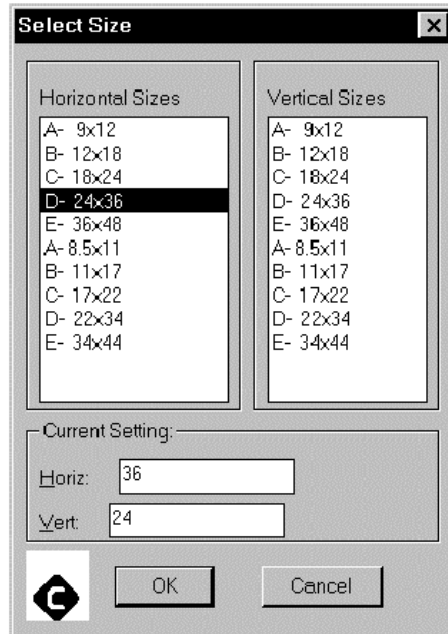 Select Size
Horizontal Sizes
A- 9x12
B- 12x18
C- 18x24
D- 24x36
E- 36x48
A-8.5x11
B- 11x17
C- 17x22
D- 22x34
E- 34x44
Vertical Sizes
A- 9x12
B- 12x18
C- 18x24
D- 24x36
E- 36x48
A-8.5x11
B- 11x17
C- 17x22
D- 22x34
E- 34x44
Current Setting:
Horiz: 36
Vert: 24
C
OK Cancel